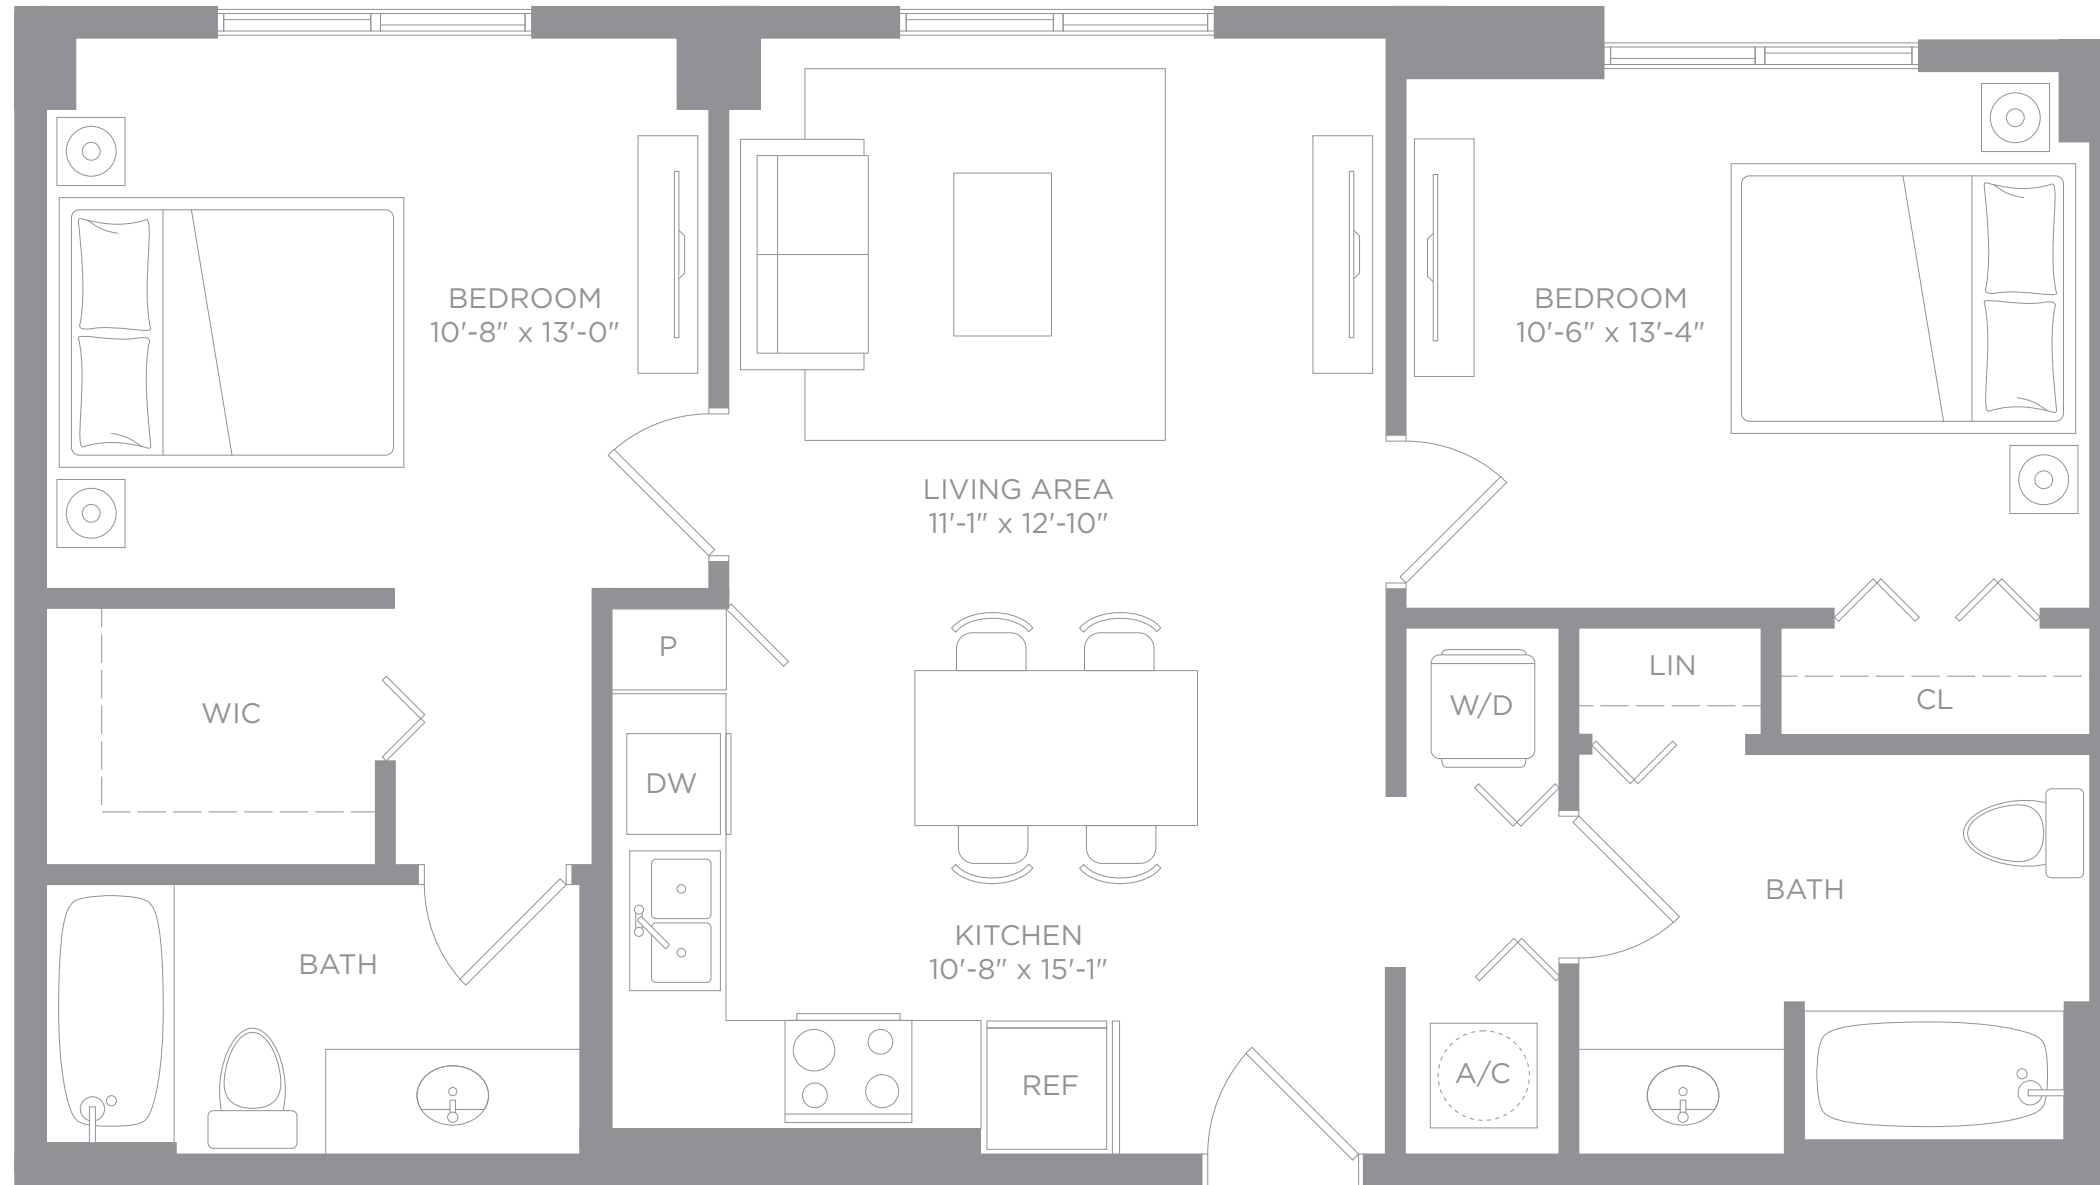 BEDROOM
10'-8" x 13'-0"
BEDROOM
10'-6" x 13'-4"
LIVING AREA
11'-1" x 12'-10"
P
LIN
WIC
W/D
CL
DW
BATH
KITCHEN
10'-8" x 15'-1"
BATH
A/C
REF